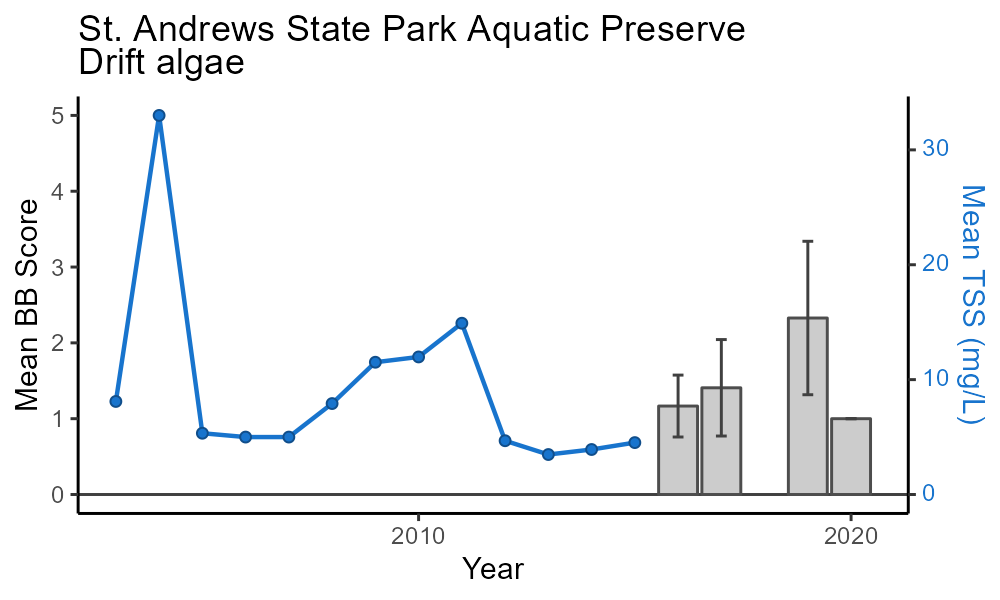 St. Andrews State Park Aquatic Preserve
Drift algae
Mean BB Score
5
4
3
2
1
0
Mean TSS (mg/L)
30
20
10
0
2010
2020
Year